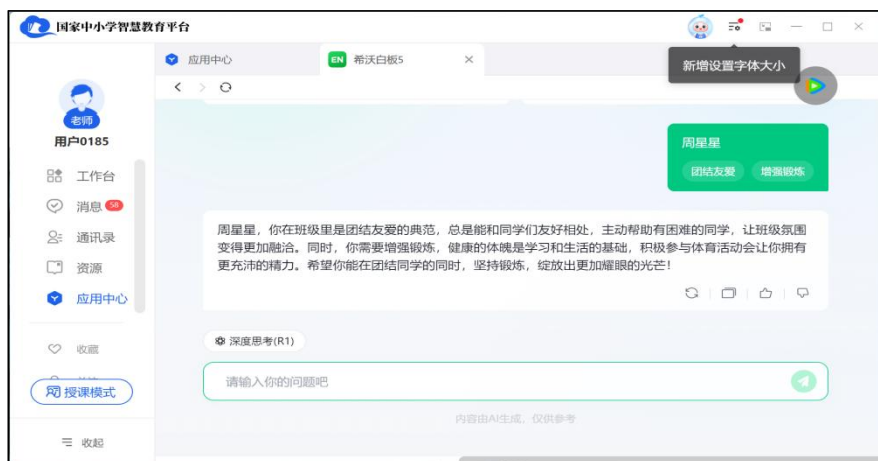 国家中小学智慧教育平台
应用中心
EN 希沃白板5
新增设置字体大小
老师
用户0185
工作台
消息 58
通讯录
资源
应用中心
收藏
授课模式
收起
周星星
团结友爱 增强锻炼
周星星，你在班级里是团结友爱的典范，总是能和同学们友好相处，主动帮助有困难的同学，让班级氛围
变得更加融洽。同时，你需要增强锻炼，健康的体魄是学习和生活的基础，积极参与体育活动会让你拥有
更充沛的精力。希望你能在团结同学的同时，坚持锻炼，绽放出更加耀眼的光芒！
深度思考(R1)
请输入你的问题吧
内容由AI生成，仅供参考